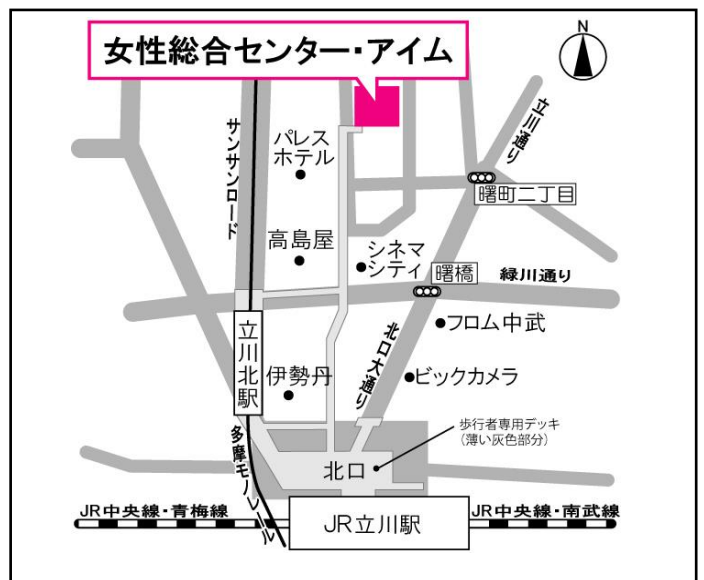 N
女性総合センター・アイム
立川通り
サンサンロード
パレス
ホテル
曙町二丁目
高島屋
シネマ
シティ
曙橋
緑川通り
フロム中武
立川北駅
北口大通り
伊勢丹
ビックカメラ
歩行者専用デッキ
(薄い灰色部分)
多摩モノレール
北口
JR中央線・青梅線
JR立川駅
JR中央線・南武線